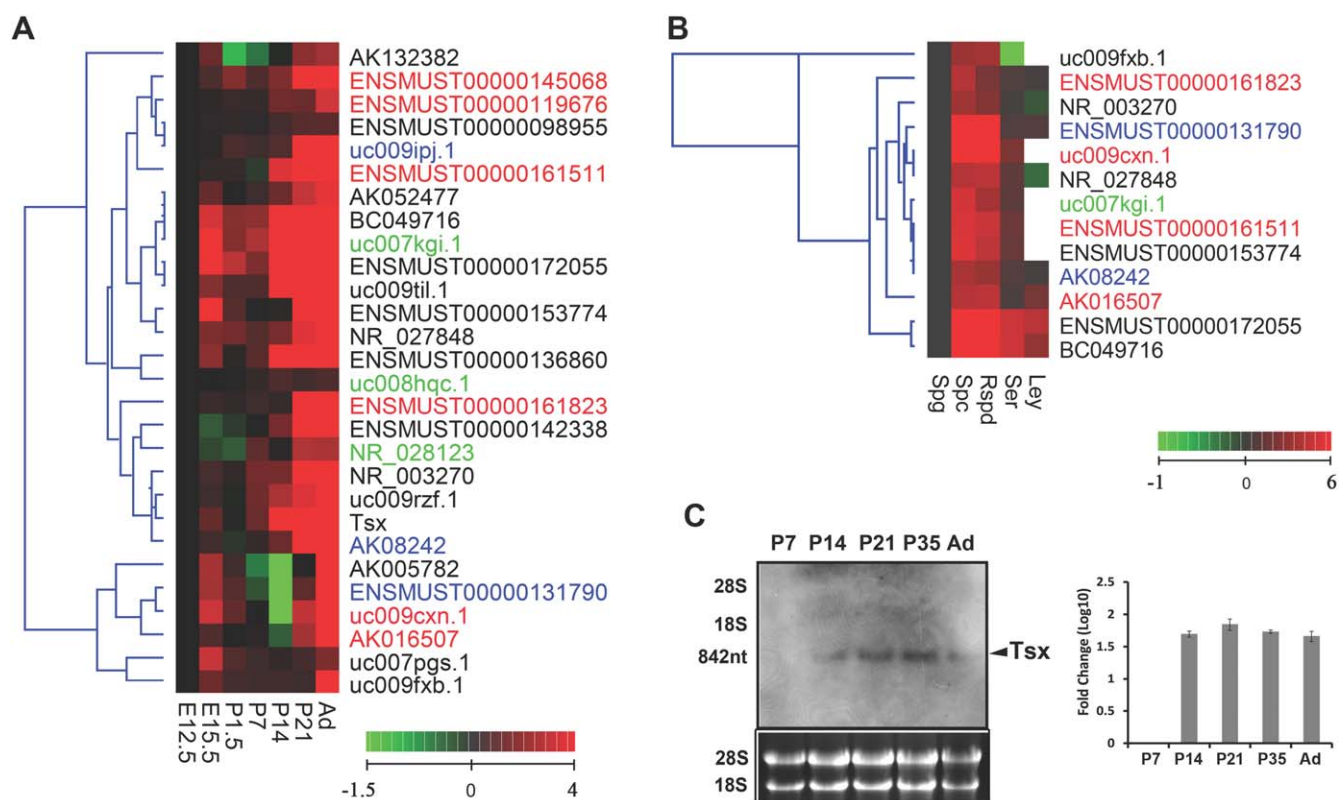 A
AK132382
ENSMUST00000145068
ENSMUST00000119676
ENSMUST00000098955
uc009ipj.1
ENSMUST00000161511
AK052477
BC049716
uc007kgi.1
ENSMUST00000172055
uc009til.1
ENSMUST00000153774
NR_027848
ENSMUST00000136860
uc008hqc.1
ENSMUST00000161823
ENSMUST00000142338
NR_028123
NR_003270
uc009rzf.1
Tsx
AK08242
AK005782
ENSMUST00000131790
uc009cxn.1
AK016507
uc007pgs.1
uc009fxb.1
E12.5 E15.5 P1.5 P7 P14 P21 Ad
-1.5 0 4
B
uc009fxb.1
ENSMUST00000161823
NR_003270
ENSMUST00000131790
uc009cxn.1
NR_027848
uc007kgi.1
ENSMUST00000161511
ENSMUST00000153774
AK08242
AK016507
ENSMUST00000172055
BC049716
Spg Spc Rspd Ser Ley
-1 0 6
C
P7 P14 P21 P35 Ad
28S
18S
842nt
Tsx
28S
18S
Fold Change (Log10)
2.5
2
1.5
1
0.5
0
P7 P14 P21 P35 Ad